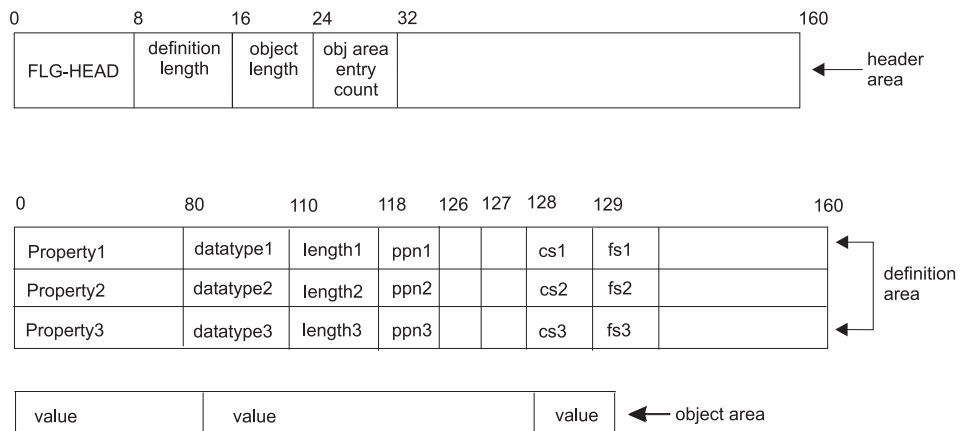 0 8 16 24 32 160
FLG-HEAD definition length object length obj area entry count
header area
0 80 110 118 126 127 128 129 160
Property1 datatype1 length1 ppn1 cs1 fs1
Property2 datatype2 length2 ppn2 cs2 fs2
Property3 datatype3 length3 ppn3 cs3 fs3
definition area
value value value object area